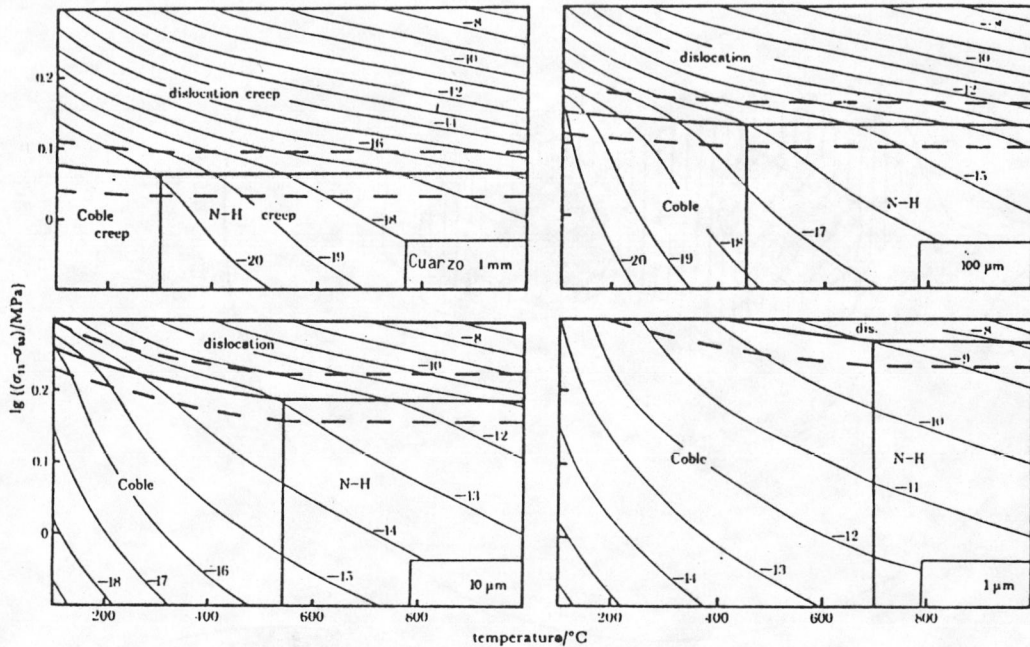 -8
-10
-12
-14
-16
dislocation creep
0.2
0.1
0
Coble
creep
N-H creep
-18
-19
-20
Cuarzo 1 mm
-10
-12
dislocation
-15
Coble
N-H
-17
-18
-19
-20
100 µm
lg {(σ11-σ33)/MPa}
-8
-10
dislocation
0.2
0.1
0
-12
-13
Coble
N-H
-14
-15
-16
-17
-18
10 µm
200
400
600
800
dis.
-8
-9
-10
Coble
N-H
-11
-12
-13
-14
1 µm
200
400
600
800
temperature/°C